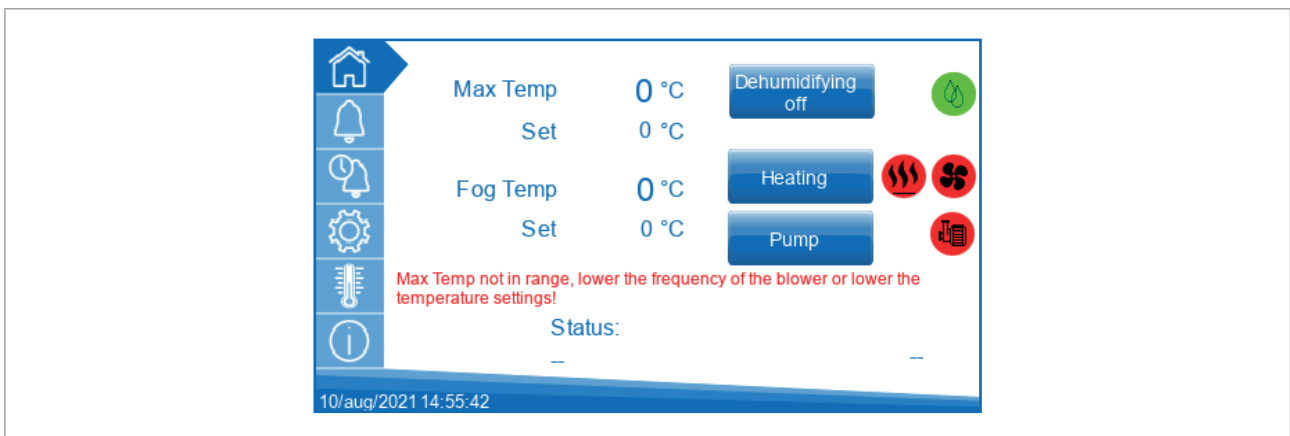 Max Temp 0 °C
Dehumidifying
off
Set 0 °C
Fog Temp 0 °C
Heating
Set 0 °C
Pump
Max Temp not in range, lower the frequency of the blower or lower the
temperature settings!
Status:
-- --
10/aug/2021 14:55:42